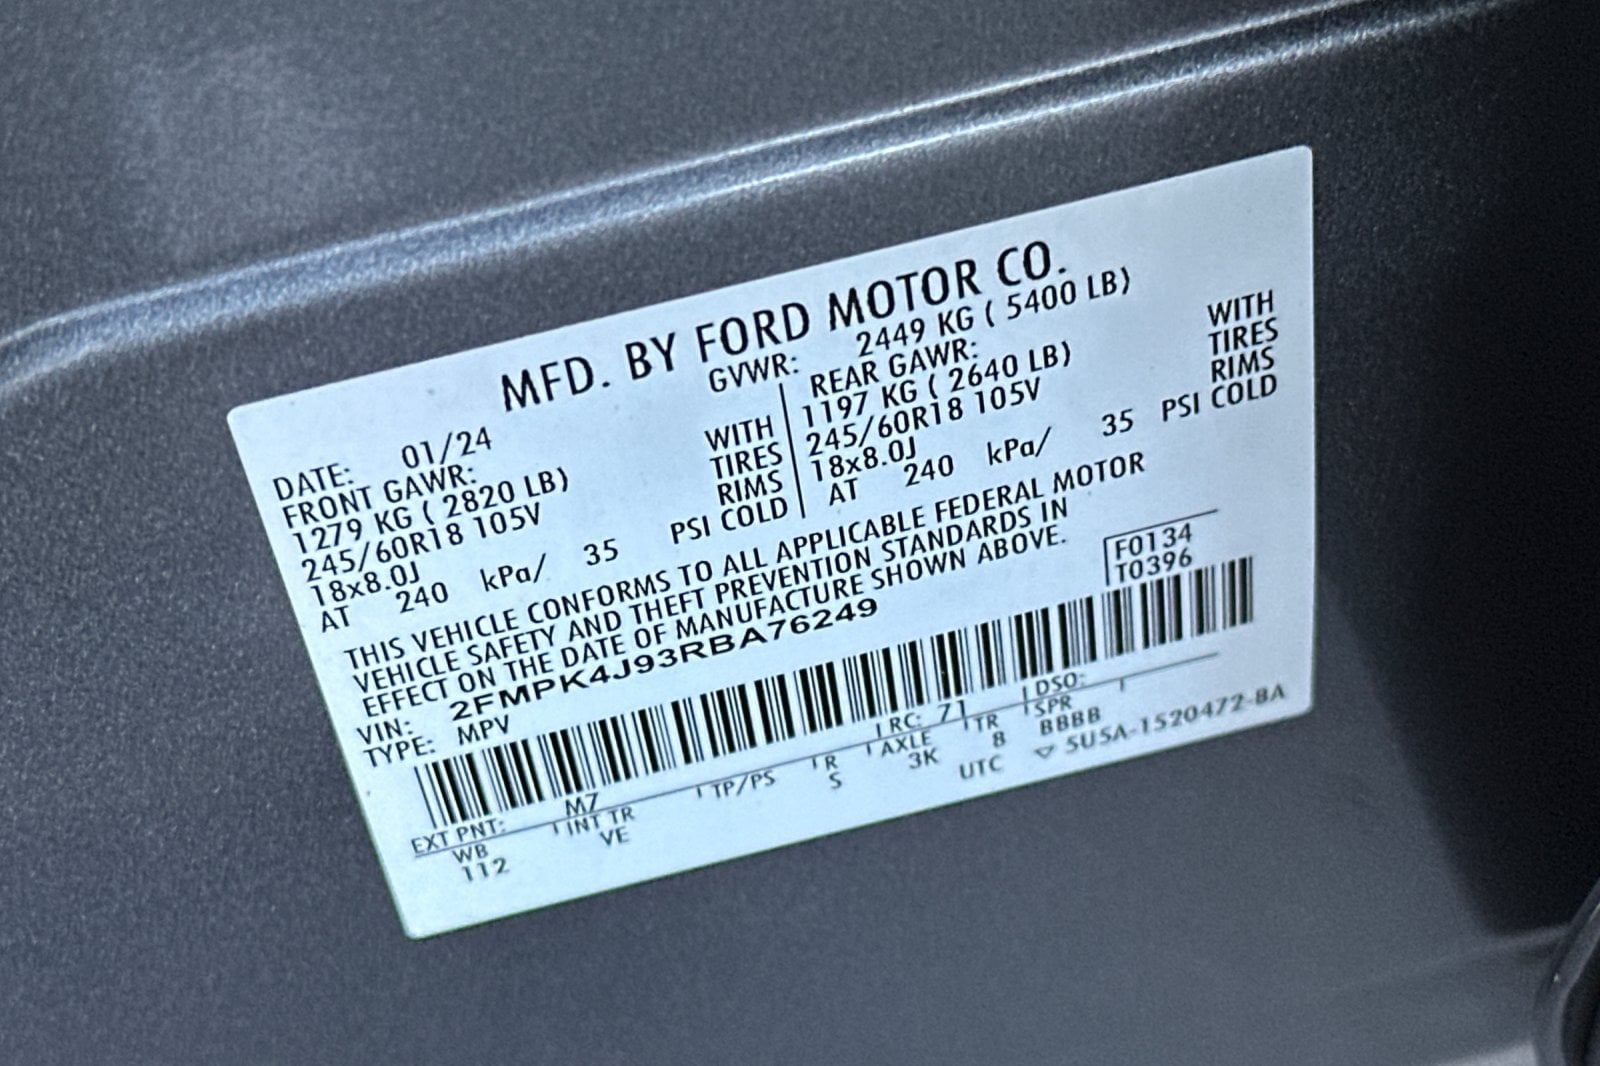 MFD. BY FORD MOTOR CO.
DATE: 01/24 GVWR: 2449 KG ( 5400 LB)
FRONT GAWR: REAR GAWR:
1279 KG ( 2820 LB) WITH 1197 KG ( 2640 LB) WITH
245/60R18 105V TIRES 245/60R18 105V TIRES
18x8.0J RIMS 18x8.0J RIMS
AT 240 kPa/ 35 PSI COLD AT 240 kPa/ 35 PSI COLD
THIS VEHICLE CONFORMS TO ALL APPLICABLE FEDERAL MOTOR
VEHICLE SAFETY AND THEFT PREVENTION STANDARDS IN
EFFECT ON THE DATE OF MANUFACTURE SHOWN ABOVE.
VIN: 2FMPK4J93RBA76249 F0134
TYPE: MPV T0396
EXT PNT: M7 RC: 71 DSO:
WB INT TR TP/PS R AXLE TR SPR
112 VE S 3K 8 BBBB
UTC ▽ 5U5A-1520472-BA